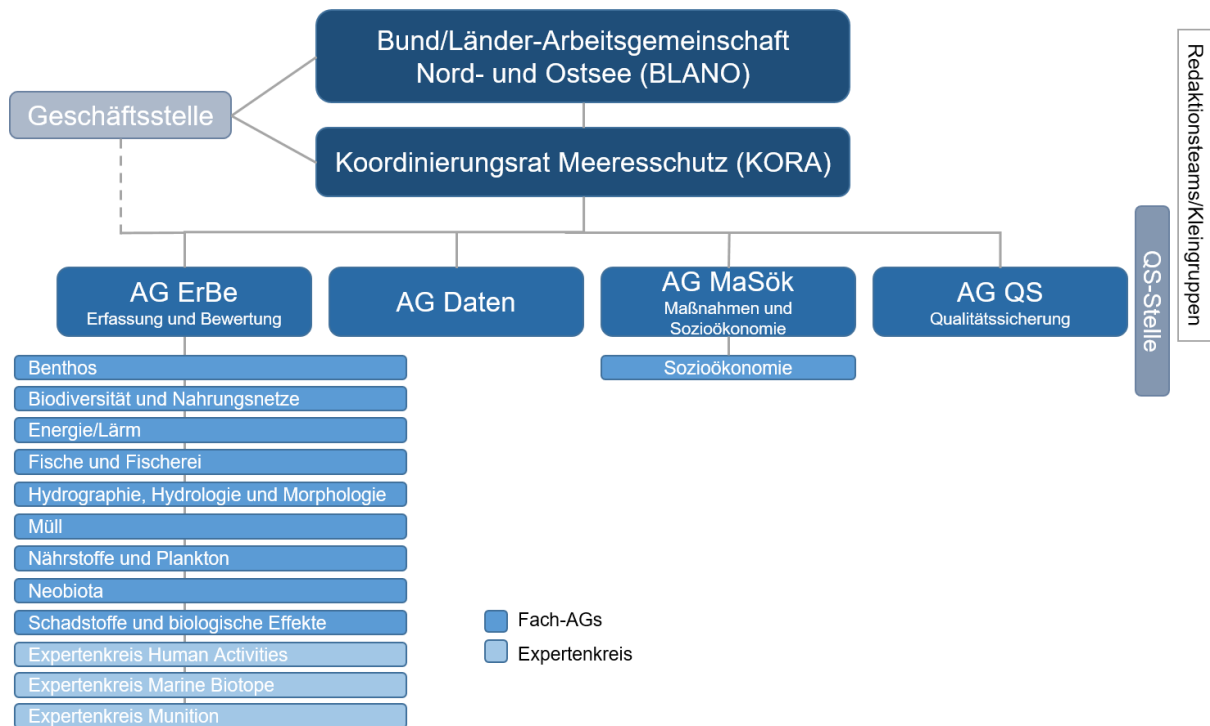 Bund/Länder-Arbeitsgemeinschaft
Nord- und Ostsee (BLANO)
Geschäftsstelle
Koordinierungsrat Meeresschutz (KORA)
Redaktionsteams/Kleingruppen
QS-Stelle
AG ErBe
Erfassung und Bewertung
AG Daten
AG MaSök
Maßnahmen und
Sozioökonomie
AG QS
Qualitätssicherung
Benthos
Biodiversität und Nahrungsnetze
Energie/Lärm
Fische und Fischerei
Hydrographie, Hydrologie und Morphologie
Müll
Nährstoffe und Plankton
Neobiota
Schadstoffe und biologische Effekte
Expertenkreis Human Activities
Expertenkreis Marine Biotope
Expertenkreis Munition
Sozioökonomie
Fach-AGs
Expertenkreis